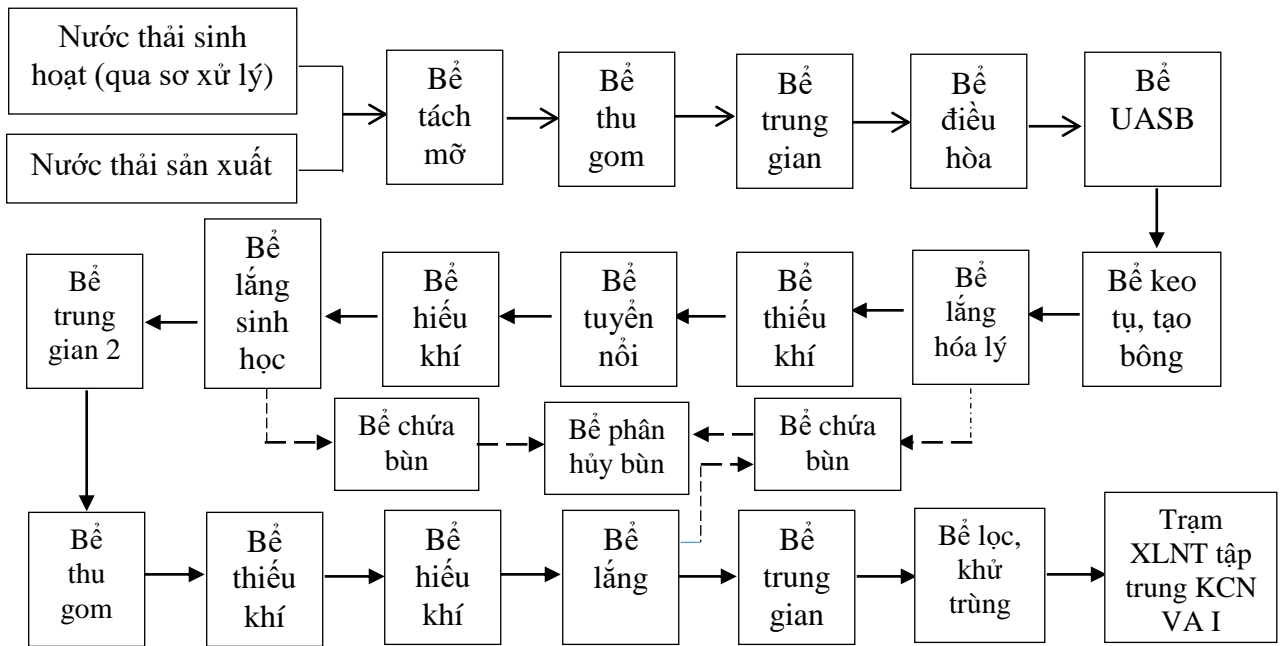 Nước thải sinh
hoạt (qua sơ xử lý)
Nước thải sản xuất
Bể
tách
mỡ
Bể
thu
gom
Bể
trung
gian
Bể
điều
hòa
Bể
UASB
Bể keo
tụ, tạo
bông
Bể
lắng
hóa lý
Bể
thiếu
khí
Bể
tuyển
nổi
Bể
hiếu
khí
Bể
lắng
sinh
học
Bể
trung
gian 2
Bể chứa
bùn
Bể phân
hủy bùn
Bể chứa
bùn
Bể
thu
gom
Bể
thiếu
khí
Bể
hiếu
khí
Bể
lắng
Bể
trung
gian
Bể lọc,
khử
trùng
Trạm
XLNT tập
trung KCN
VA I